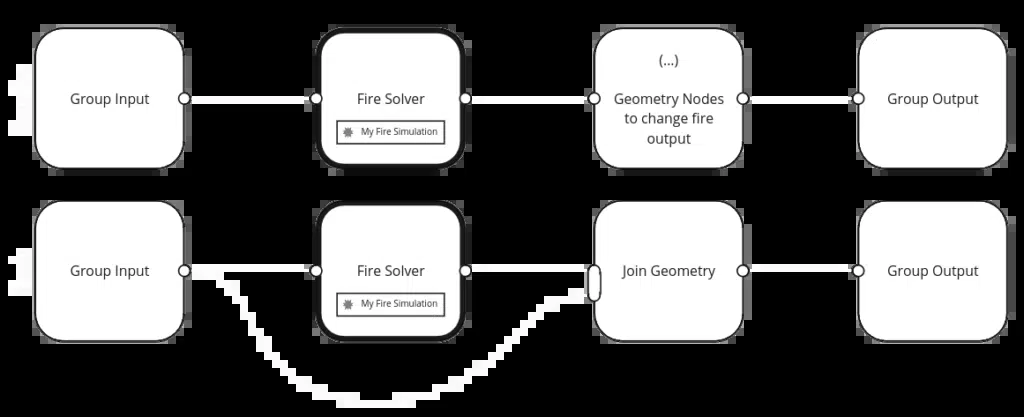 Group Input
Fire Solver
My Fire Simulation
(...)
Geometry Nodes
to change fire
output
Group Output
Group Input
Fire Solver
My Fire Simulation
Join Geometry
Group Output